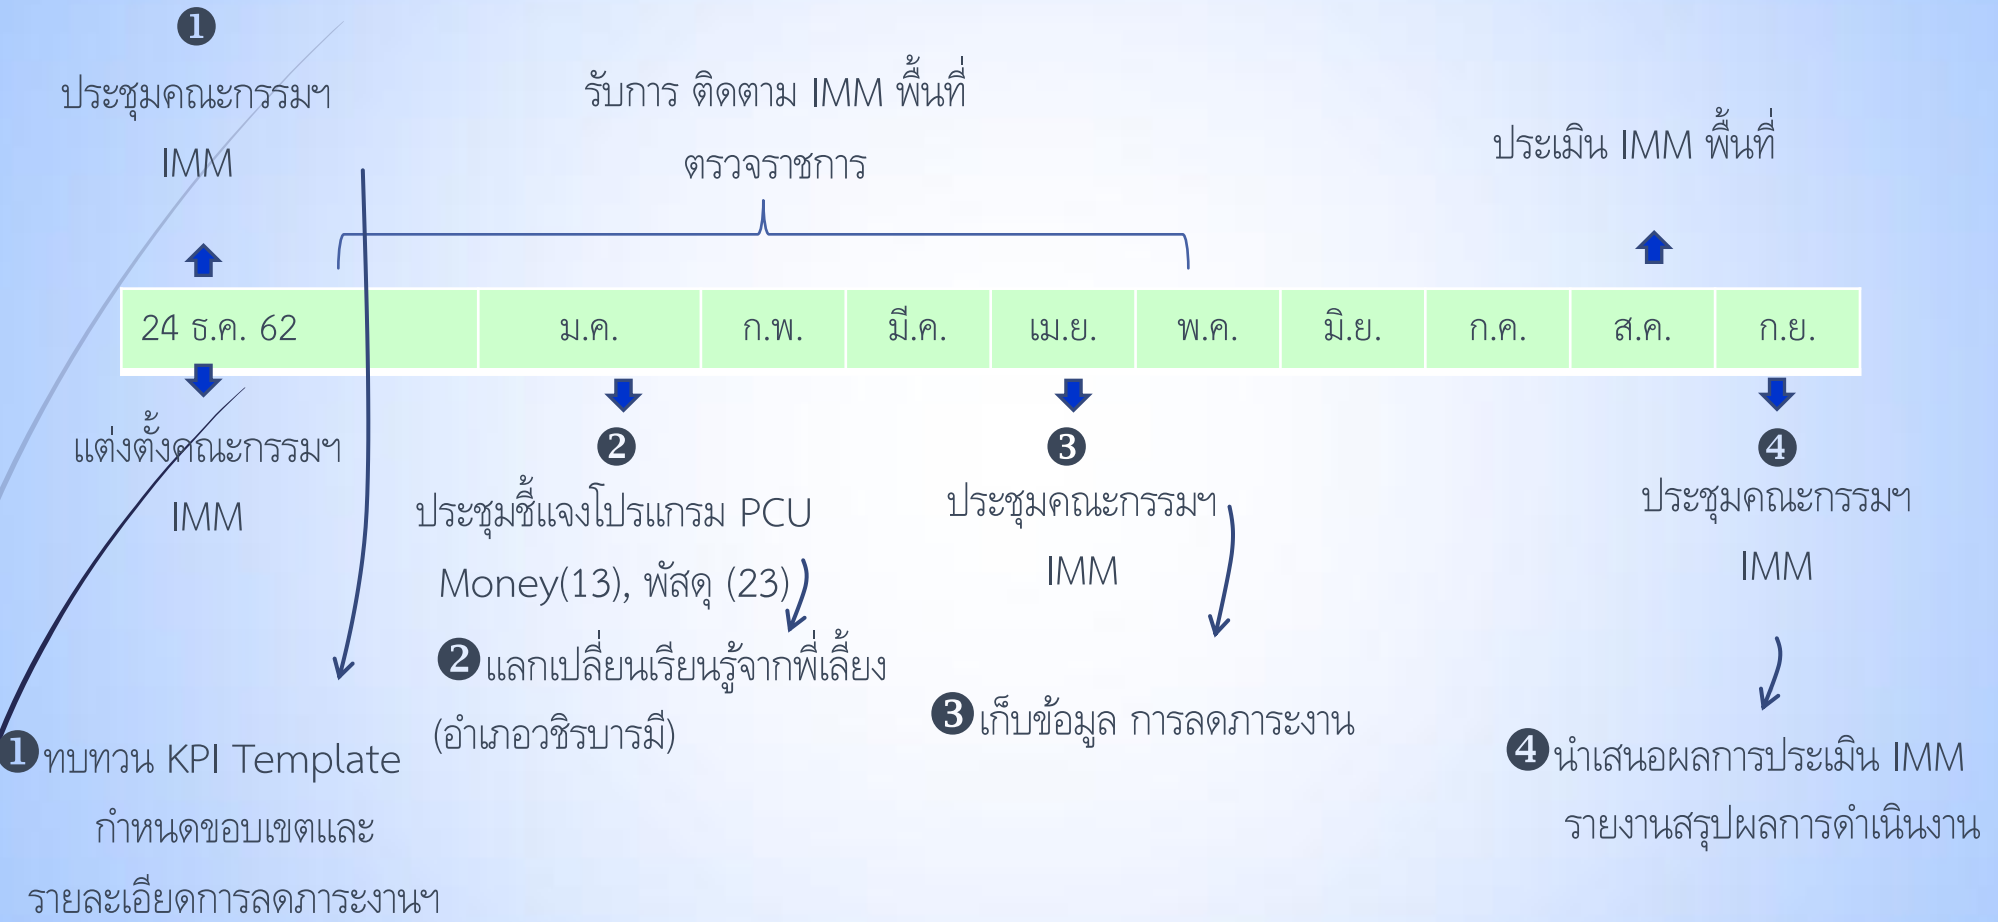 ❶
ประชุมคณะกรรมฯ
IMM
รับการ ติดตาม IMM พื้นที่
ตรวจราชการ
ประเมิน IMM พื้นที่
24 ธ.ค. 62 ม.ค. ก.พ. มี.ค. เม.ย. พ.ค. มิ.ย. ก.ค. ส.ค. ก.ย.
แต่งตั้งคณะกรรมฯ
IMM
❷
ประชุมชี้แจงโปรแกรม PCU
Money(13), พัสดุ (23)
❷แลกเปลี่ยนเรียนรู้จากพี่เลี้ยง
(อำเภอวชิรบารมี)
❸
ประชุมคณะกรรมฯ
IMM
❸เก็บข้อมูล การลดภาระงาน
❹
ประชุมคณะกรรมฯ
IMM
❹นำเสนอผลการประเมิน IMM
รายงานสรุปผลการดำเนินงาน
❶ทบทวน KPI Template
กำหนดขอบเขตและ
รายละเอียดการลดภาระงานฯ